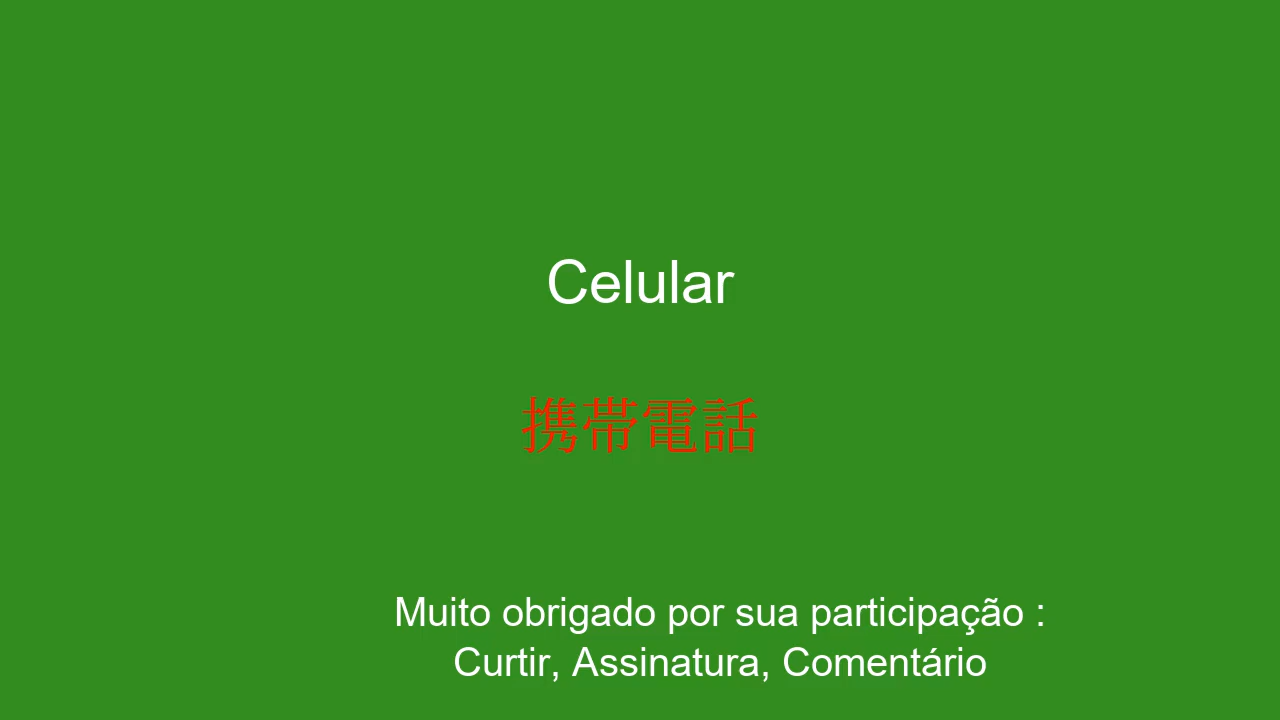 Celular
携帯電話
Muito obrigado por sua participação :
Curtir, Assinatura, Comentário